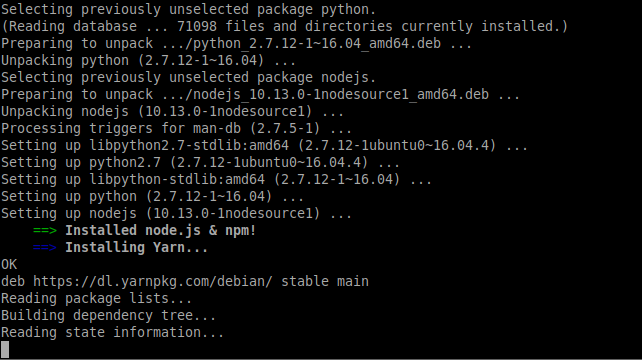 Selecting previously unselected package python.
(Reading database ... 71098 files and directories currently installed.)
Preparing to unpack .../python_2.7.12-1~16.04_amd64.deb ...
Unpacking python (2.7.12-1~16.04) ...
Selecting previously unselected package nodejs.
Preparing to unpack .../nodejs_10.13.0-1nodesource1_amd64.deb ...
Unpacking nodejs (10.13.0-1nodesource1) ...
Processing triggers for man-db (2.7.5-1) ...
Setting up libpython2.7-stdlib:amd64 (2.7.12-1ubuntu0~16.04.4) ...
Setting up python2.7 (2.7.12-1ubuntu0~16.04.4) ...
Setting up libpython-stdlib:amd64 (2.7.12-1~16.04) ...
Setting up python (2.7.12-1~16.04) ...
Setting up nodejs (10.13.0-1nodesource1) ...
    ==> Installed node.js & npm!
    ==> Installing Yarn...
OK
deb https://dl.yarnpkg.com/debian/ stable main
Reading package lists...
Building dependency tree...
Reading state information...